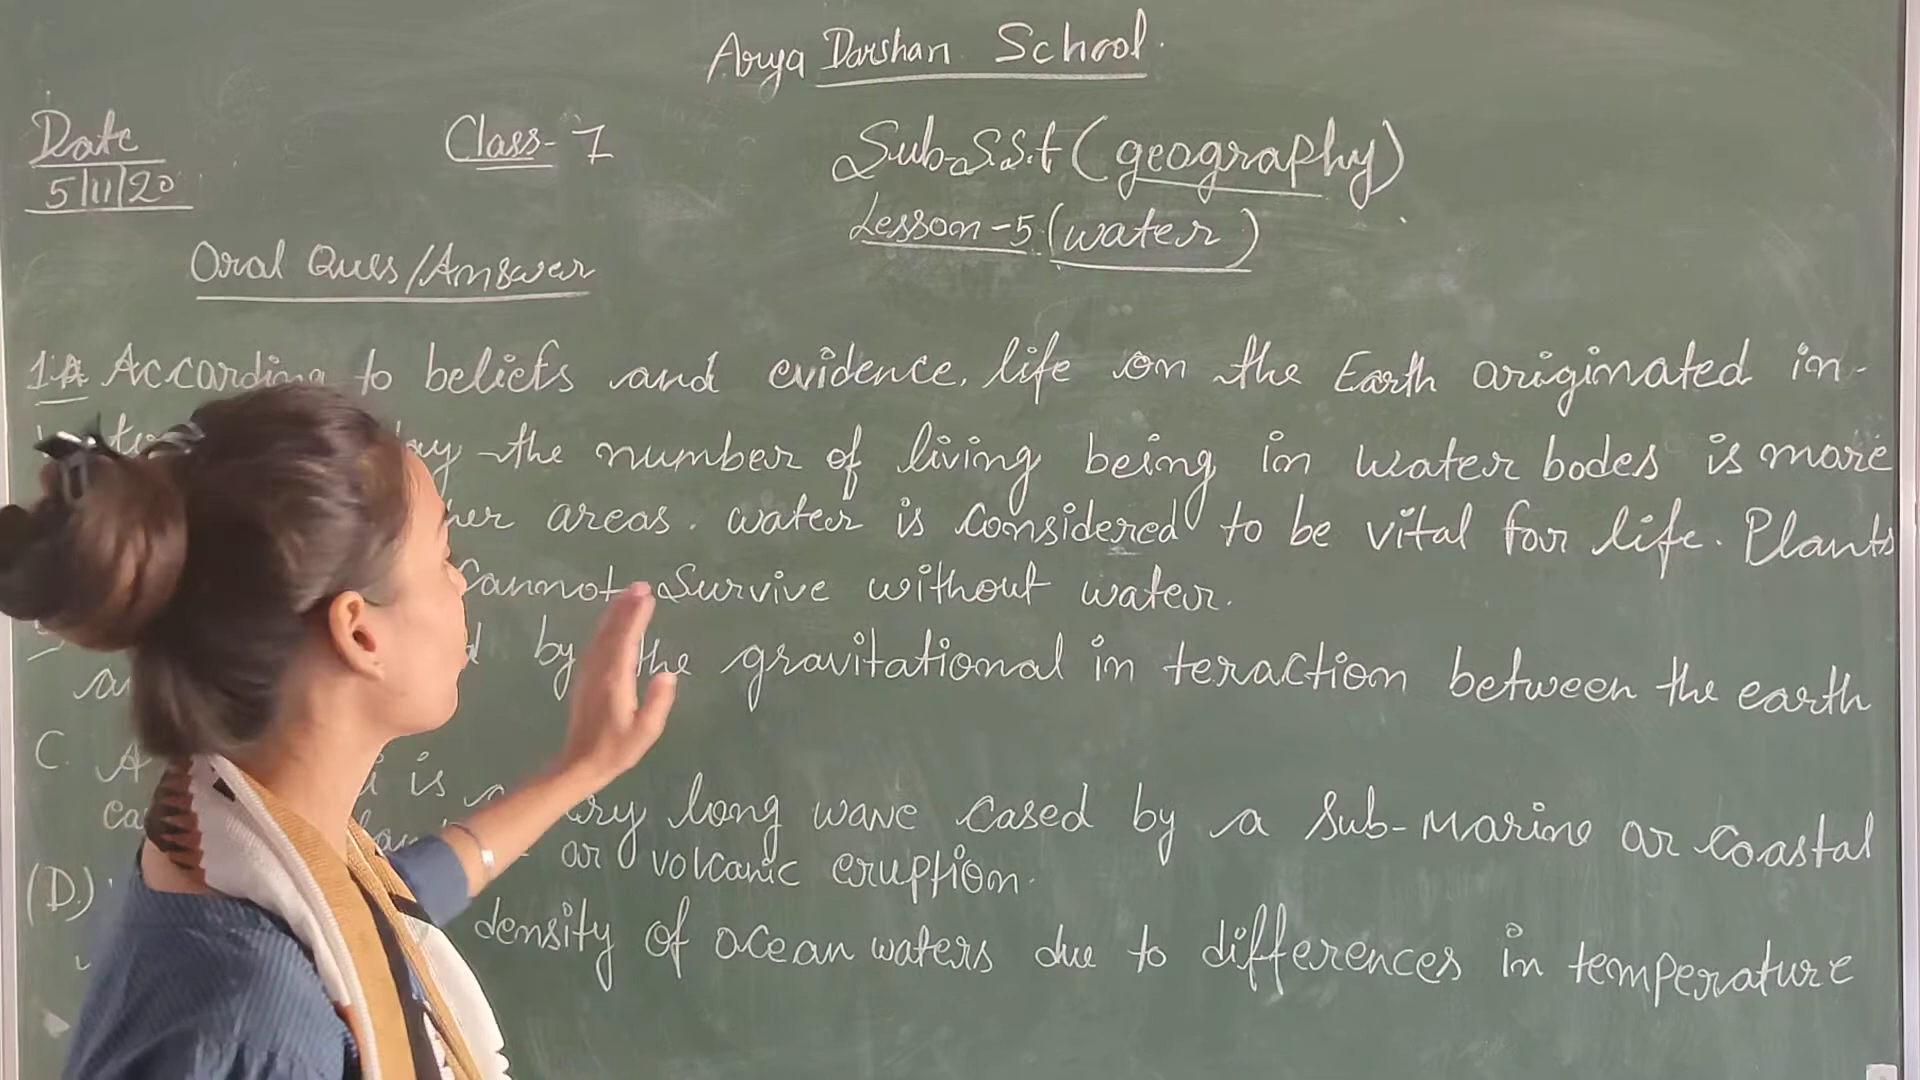 Arya Darshan School.
Date
5/11/20
Class-7
Sub-S.S.t (geography)
Lesson-5 (water)
Oral Ques/Answer
1.A According to beliefs and evidence, life on the Earth ariginated in-
the number of living being in water bodes is more
areas. water is considered to be vital for life. Plants
cannot survive without water.
by the gravitational in teraction between the earth
C. A is long wave cased by a Sub-Marine or coastal
or volcanic eruption.
(D.) density of ocean waters due to differences in temperature